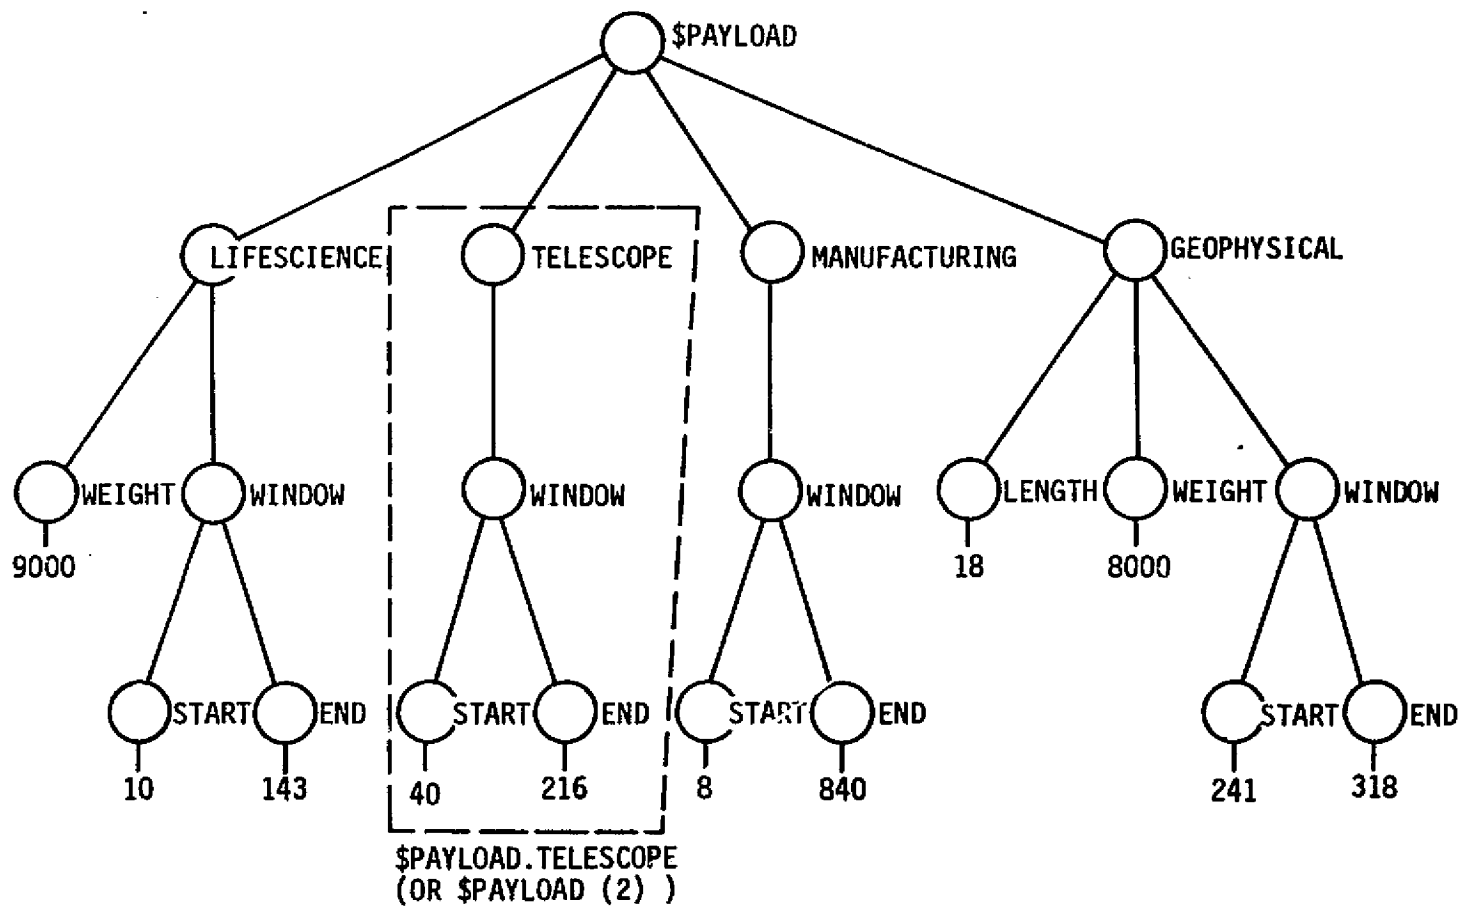 $PAYLOAD
LIFESCIENCE TELESCOPE MANUFACTURING GEOPHYSICAL
WEIGHT WINDOW WINDOW WINDOW LENGTH WEIGHT WINDOW
9000 18 8000
START END START END START END START END
10 143 40 216 8 840 241 318
$PAYLOAD.TELESCOPE
(OR $PAYLOAD (2) )